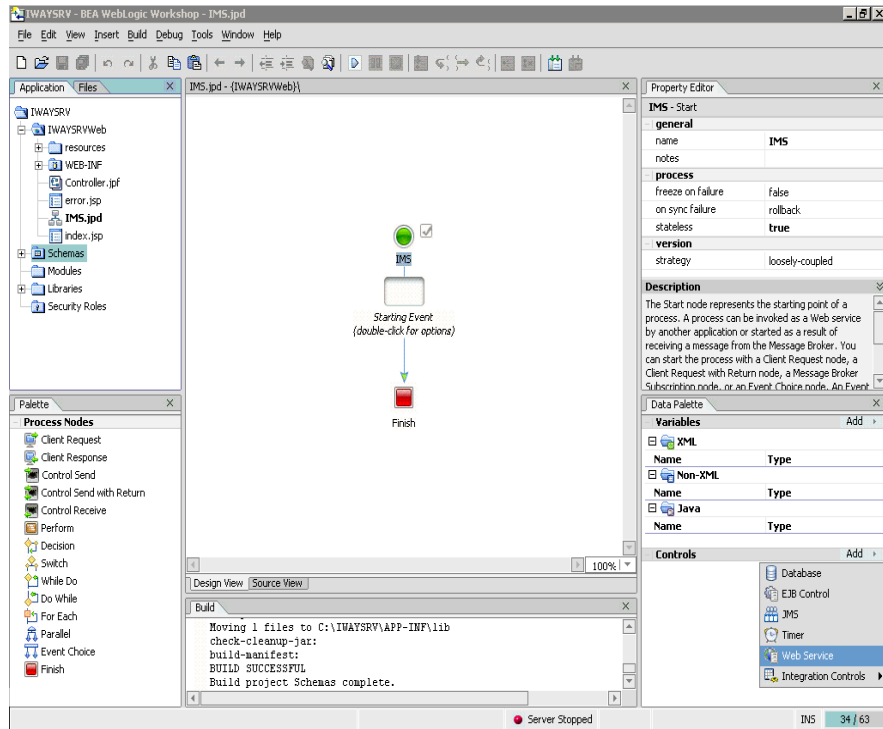 IWAYSRV - BEA WebLogic Workshop - IMS.jpd
File Edit View Insert Build Debug Tools Window Help
Application Files X
IWAYSRV
IWAYSRVWeb
resources
WEB-INF
Controller.jpf
error.jsp
IMS.jpd
index.jsp
Schemas
Modules
Libraries
Security Roles
Palette X
Process Nodes
Client Request
Client Response
Control Send
Control Send with Return
Control Receive
Perform
Decision
Switch
While Do
Do While
For Each
Parallel
Event Choice
Finish
IMS.jpd - {IWAYSRVWeb}\ X
IMS
Starting Event
(double-click for options)
Finish
100%
Design View Source View
Build X
Moving 1 files to C:\IWAYSRV\APP-INF\lib
check-cleanup-jar:
build-manifest:
BUILD SUCCESSFUL
Build project Schemas complete.
Property Editor X
IMS - Start
general
name IMS
notes
process
freeze on failure false
on sync failure rollback
stateless true
version
strategy loosely-coupled
Description
The Start node represents the starting point of a
process. A process can be invoked as a Web service
by another application or started as a result of
receiving a message from the Message Broker. You
can start the process with a Client Request node, a
Client Request with Return node, a Message Broker
Subscription node, or an Event Choice node. An Event
Data Palette X
Variables Add
XML
Name Type
Non-XML
Name Type
Java
Name Type
Controls Add
Database
EJB Control
JMS
Timer
Web Service
Integration Controls
Server Stopped INS 34 / 63